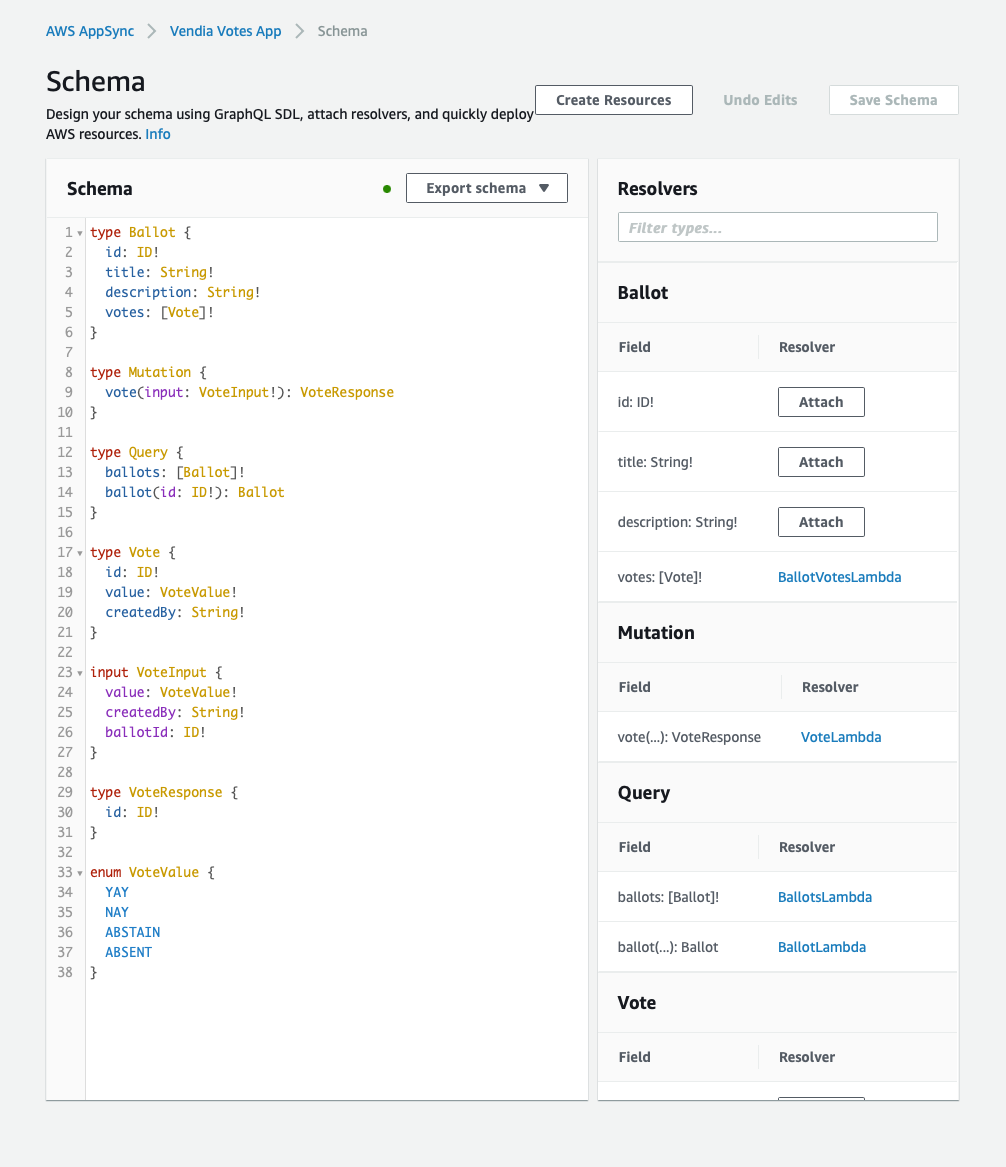 AWS AppSync > Vendia Votes App > Schema
Schema
Design your schema using GraphQL SDL, attach resolvers, and quickly deploy
AWS resources. Info
Create Resources
Undo Edits
Save Schema
Schema
Export schema ▼
1 type Ballot {
2   id: ID!
3   title: String!
4   description: String!
5   votes: [Vote]!
6 }
7
8 type Mutation {
9   vote(input: VoteInput!): VoteResponse
10 }
11
12 type Query {
13   ballots: [Ballot]!
14   ballot(id: ID!): Ballot
15 }
16
17 type Vote {
18   id: ID!
19   value: VoteValue!
20   createdBy: String!
21 }
22
23 input VoteInput {
24   value: VoteValue!
25   createdBy: String!
26   ballotId: ID!
27 }
28
29 type VoteResponse {
30   id: ID!
31 }
32
33 enum VoteValue {
34   YAY
35   NAY
36   ABSTAIN
37   ABSENT
38 }
Resolvers
Filter types...
Ballot
Field Resolver
id: ID! Attach
title: String! Attach
description: String! Attach
votes: [Vote]! BallotVotesLambda
Mutation
Field Resolver
vote(...): VoteResponse VoteLambda
Query
Field Resolver
ballots: [Ballot]! BallotsLambda
ballot(...): Ballot BallotLambda
Vote
Field Resolver